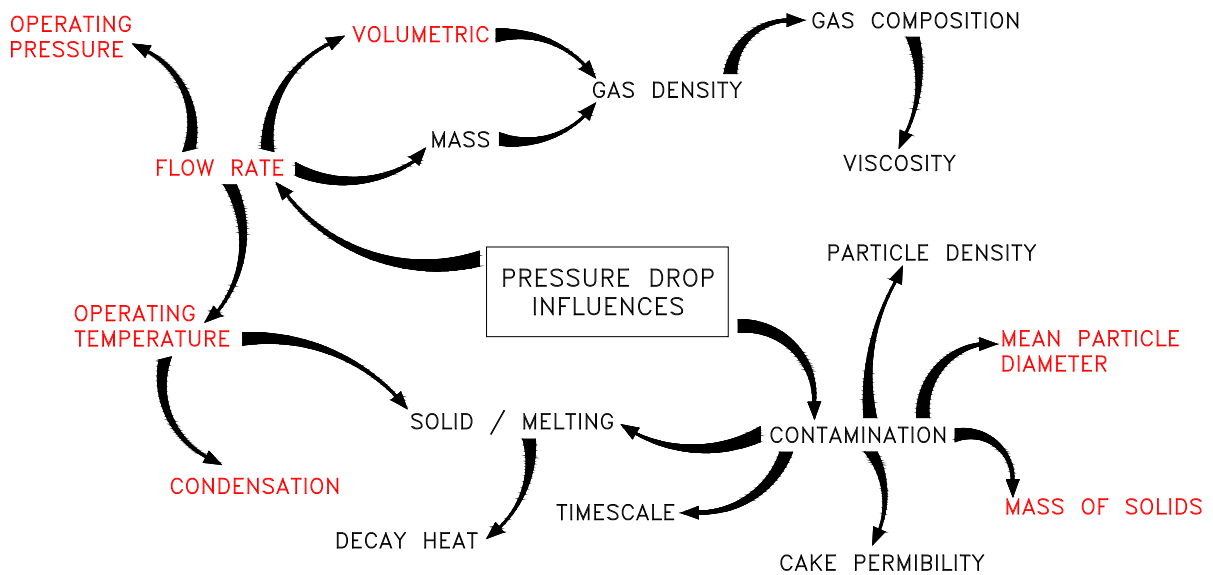 OPERATING
PRESSURE
VOLUMETRIC
GAS COMPOSITION
GAS DENSITY
MASS
VISCOSITY
FLOW RATE
PRESSURE DROP
INFLUENCES
PARTICLE DENSITY
OPERATING
TEMPERATURE
MEAN PARTICLE
DIAMETER
SOLID / MELTING
CONTAMINATION
CONDENSATION
TIMESCALE
MASS OF SOLIDS
DECAY HEAT
CAKE PERMIBILITY